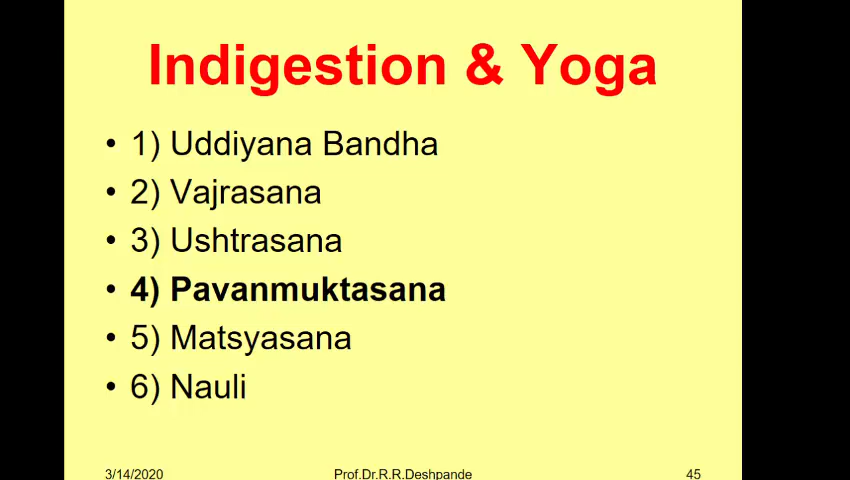 Indigestion & Yoga
• 1) Uddiyana Bandha
• 2) Vajrasana
• 3) Ushtrasana
• 4) Pavanmuktasana
• 5) Matsyasana
• 6) Nauli
3/14/2020 Prof.Dr.R.R.Deshpande 45